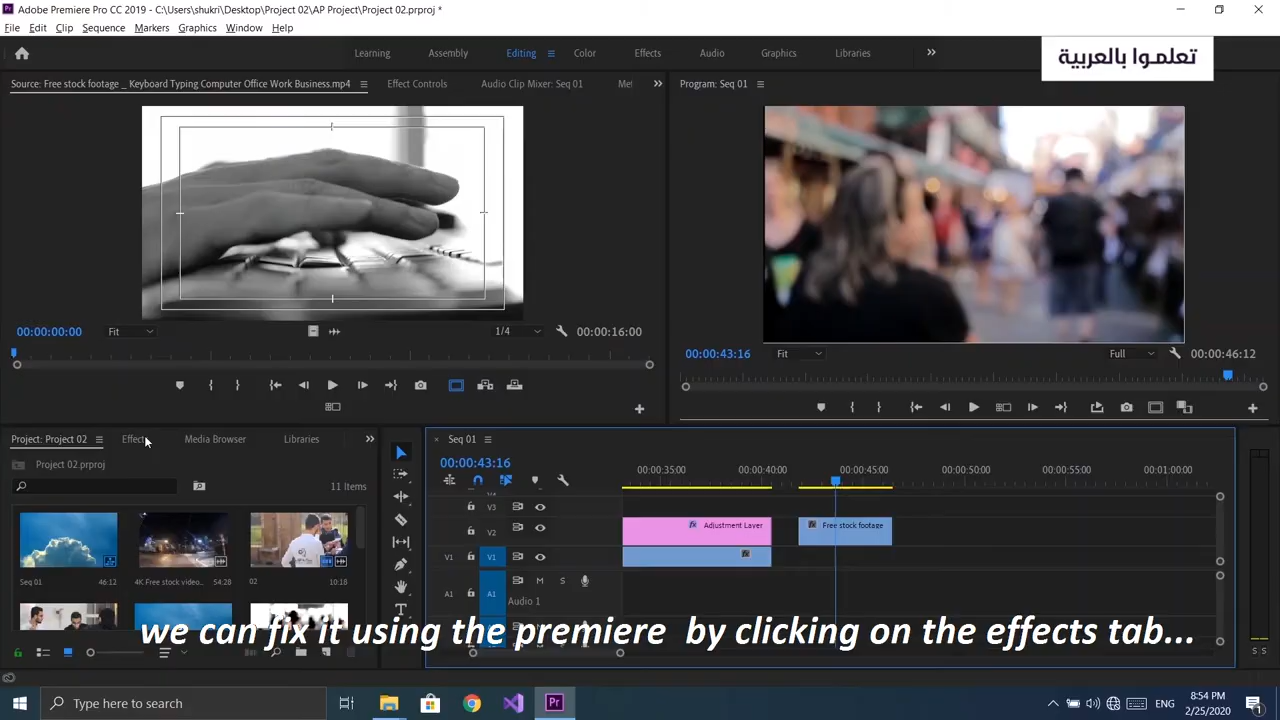 Adobe Premiere Pro CC 2019 - C:\Users\shukri\Desktop\Project 02\AP Project\Project 02.prproj *
File Edit Clip Sequence Markers Graphics Window Help
Learning Assembly Editing Color Effects Audio Graphics Libraries
تعلمـوا بالعربية
Source: Free stock footage _ Keyboard Typing Computer Office Work Business.mp4 Effect Controls Audio Clip Mixer: Seq 01
Program: Seq 01
00:00:00:00 Fit 1/4 00:00:16:00
00:00:43:16 Fit Full 00:00:46:12
Project: Project 02 Effects Media Browser Libraries
Project 02.prproj
11 Items
Seq 01 46:12
4K Free stock video... 54:28
02 10:18
Seq 01
00:00:43:16
00:00:35:00 00:00:40:00 00:00:45:00 00:00:50:00 00:00:55:00 00:01:00:00
V3
V2 fx Adjustment Layer fx Free stock footage
V1 V1 fx
A1 A1 M S
Audio 1
we can fix it using the premiere by clicking on the effects tab...
S S
Type here to search
Pr
ENG
8:54 PM
2/25/2020
1